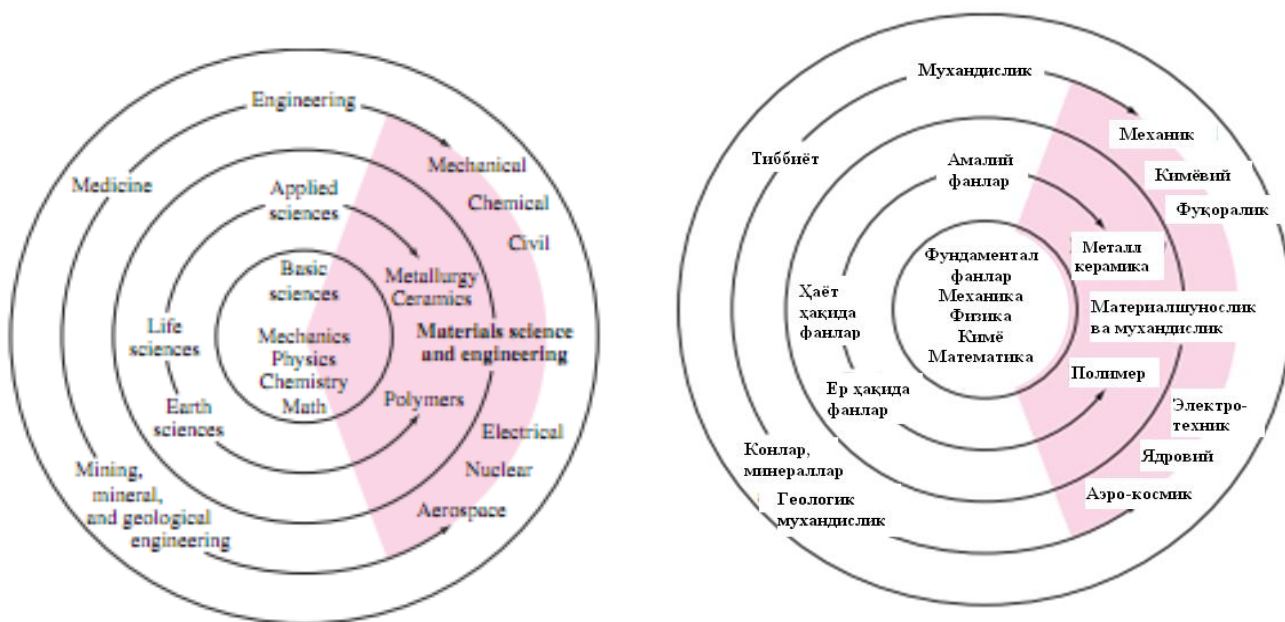 Engineering
Medicine
Applied
sciences
Mechanical
Chemical
Civil
Basic
sciences
Metallurgy
Ceramics
Life
sciences
Mechanics
Physics
Chemistry
Math
Materials science
and engineering
Polymers
Earth
sciences
Electrical
Nuclear
Aerospace
Mining,
mineral,
and geological
engineering
Мухандислик
Тиббиёт
Амалий
фанлар
Механик
Кимёвий
Фуқоралик
Фундаментал
фанлар
Механика
Физика
Кимё
Математика
Металл
керамика
Ҳаёт
ҳақида
фанлар
Материалшунослик
ва мухандислик
Полимер
Ер ҳақида
фанлар
Электро-
техник
Ядровий
Аэро-космик
Конлар,
минераллар
Геологик
мухандислик